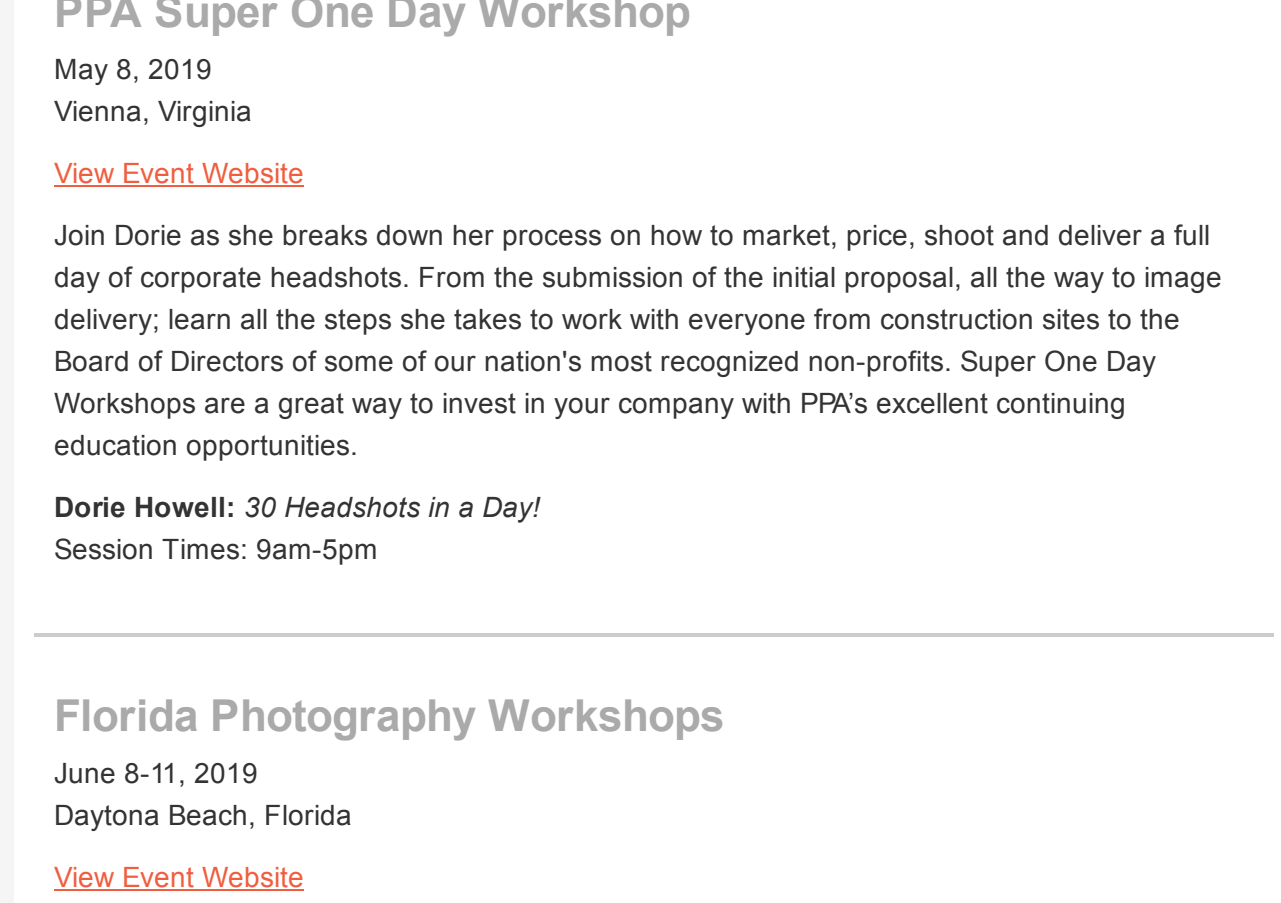 PPA Super One Day Workshop
May 8, 2019
Vienna, Virginia
View Event Website
Join Dorie as she breaks down her process on how to market, price, shoot and deliver a full
day of corporate headshots. From the submission of the initial proposal, all the way to image
delivery; learn all the steps she takes to work with everyone from construction sites to the
Board of Directors of some of our nation's most recognized non-profits. Super One Day
Workshops are a great way to invest in your company with PPA’s excellent continuing
education opportunities.
Dorie Howell: 30 Headshots in a Day!
Session Times: 9am-5pm
Florida Photography Workshops
June 8-11, 2019
Daytona Beach, Florida
View Event Website